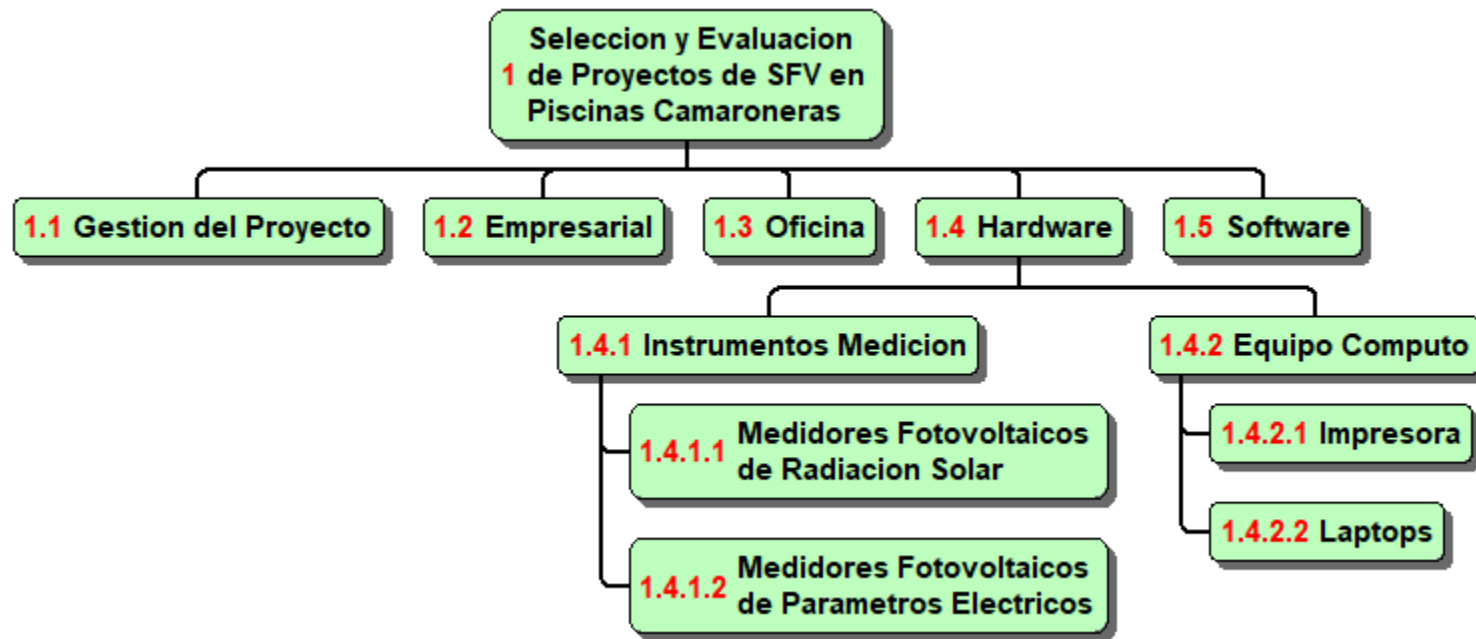 Seleccion y Evaluacion
1 de Proyectos de SFV en
Piscinas Camaroneras
1.1 Gestion del Proyecto
1.2 Empresarial
1.3 Oficina
1.4 Hardware
1.5 Software
1.4.1 Instrumentos Medicion
1.4.2 Equipo Computo
1.4.1.1 Medidores Fotovoltaicos
de Radiacion Solar
1.4.1.2 Medidores Fotovoltaicos
de Parametros Electricos
1.4.2.1 Impresora
1.4.2.2 Laptops